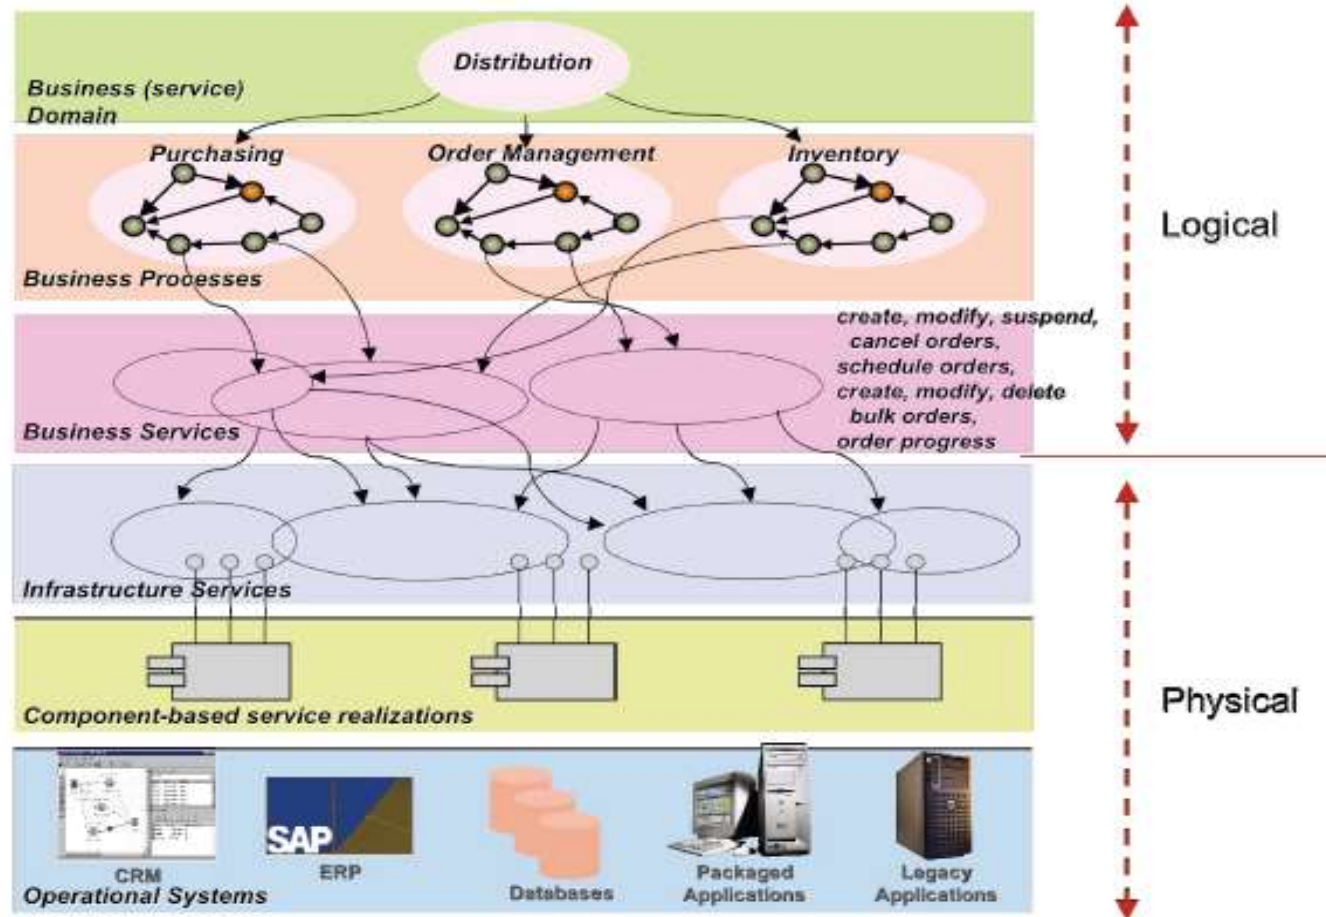 Distribution
Business (service)
Domain
Purchasing
Order Management
Inventory
Business Processes
Logical
create, modify, suspend,
cancel orders,
schedule orders,
create, modify, delete
bulk orders,
order progress
Business Services
Infrastructure Services
Component-based service realizations
Physical
SAP
CRM
ERP
Databases
Packaged
Applications
Legacy
Applications
Operational Systems